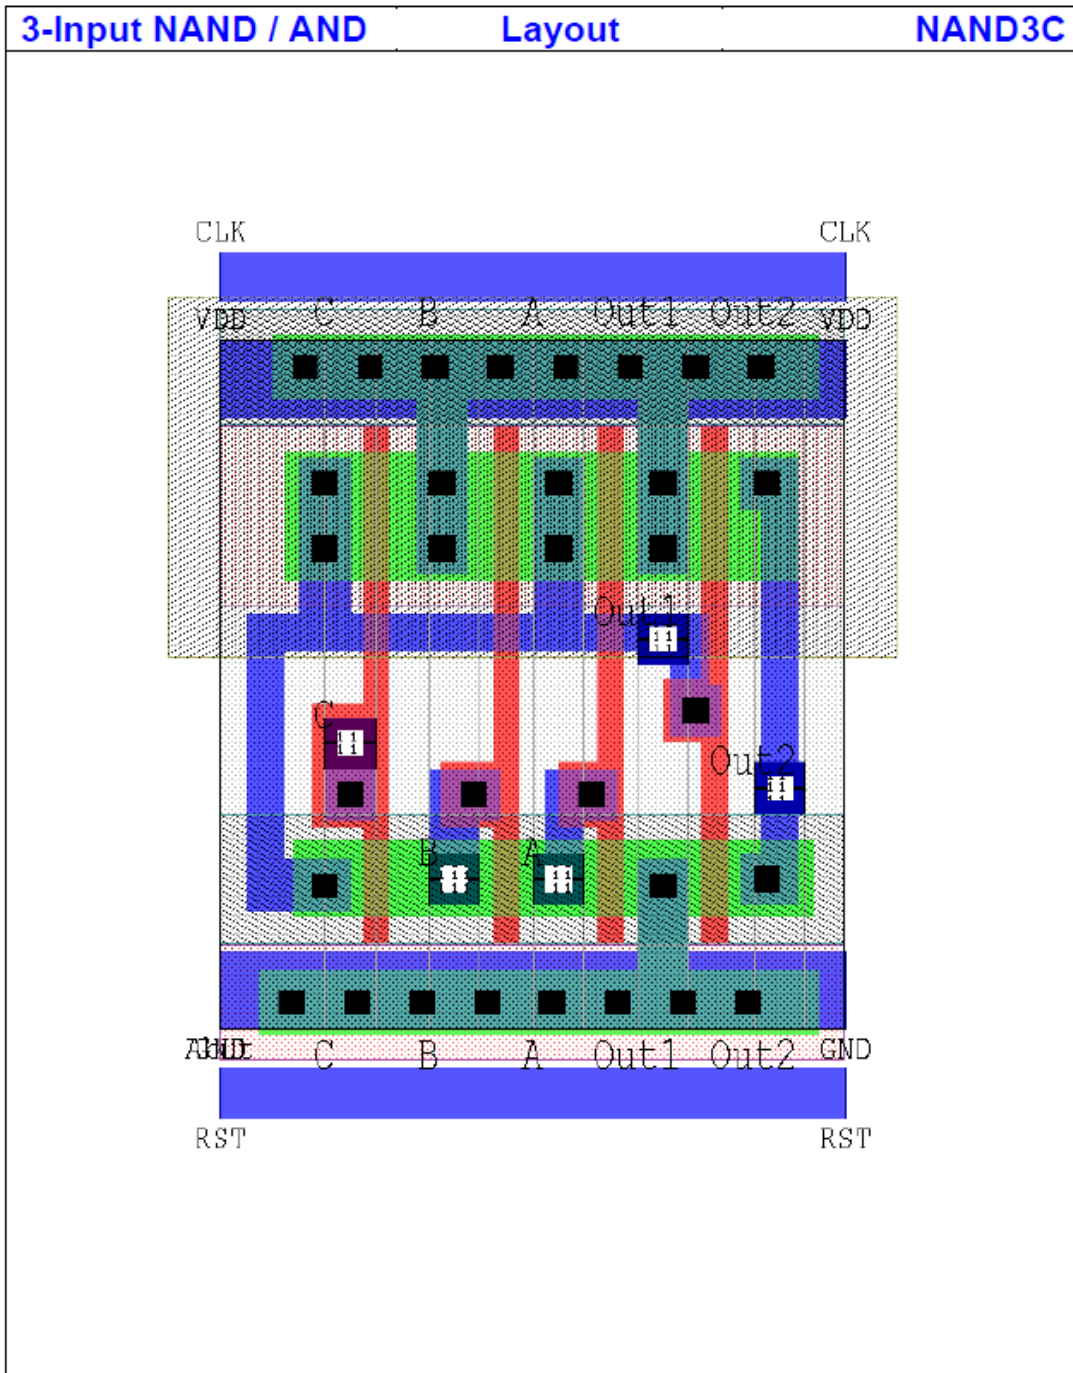 3-Input NAND / AND Layout NAND3C
CLK CLK
VDD C B A Out1 Out2 VDD
Out1
C
Out2
B A
C B A Out1 Out2 GND
RST RST